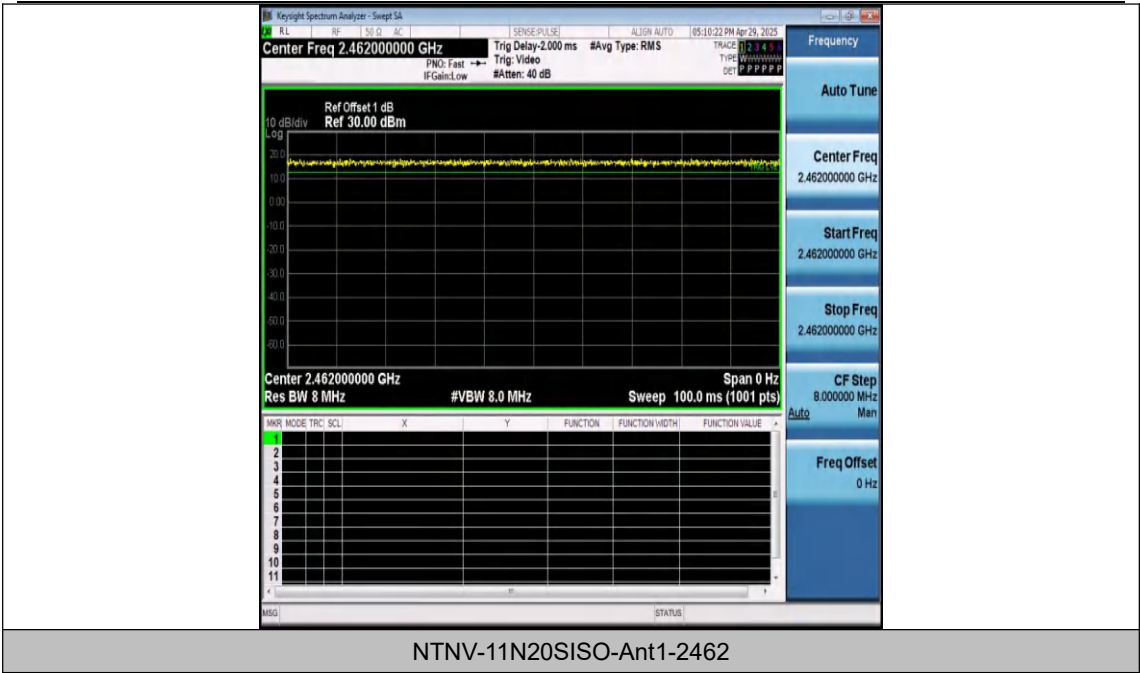 Keysight Spectrum Analyzer - Swept SA
RL RF 50 Ω AC SENSE:PULSE ALIGN AUTO 05:10:22 PM Apr 29, 2025
Center Freq 2.462000000 GHz
PNO: Fast
IFGain:Low
Trig Delay-2.000 ms
Trig: Video
#Atten: 40 dB
#Avg Type: RMS
TRACE 1 2 3 4 5 6
TYPE
DET P P P P P P
Ref Offset 1 dB
10 dB/div Ref 30.00 dBm
Log
20.0
10.0
0.00
-10.0
-20.0
-30.0
-40.0
-50.0
-60.0
Center 2.462000000 GHz Span 0 Hz
Res BW 8 MHz #VBW 8.0 MHz Sweep 100.0 ms (1001 pts)
MKR MODE TRC SCL X Y FUNCTION FUNCTION WIDTH FUNCTION VALUE
1
2
3
4
5
6
7
8
9
10
11
MSG STATUS
Frequency
Auto Tune
Center Freq
2.462000000 GHz
Start Freq
2.462000000 GHz
Stop Freq
2.462000000 GHz
CF Step
8.000000 MHz
Auto Man
Freq Offset
0 Hz
NTNV-11N20SISO-Ant1-2462